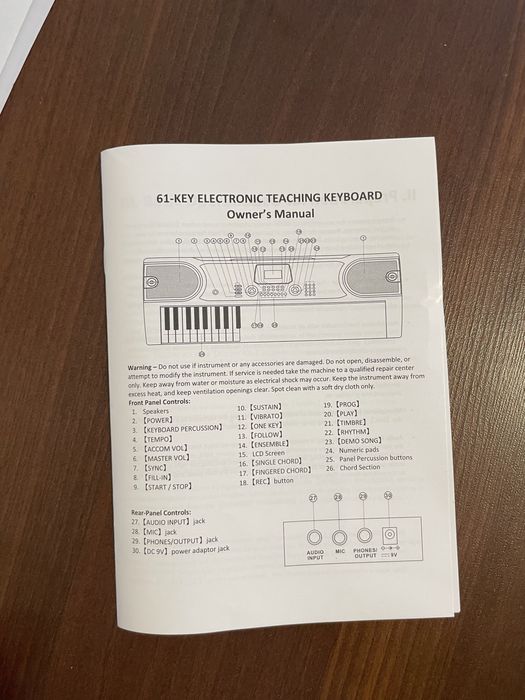 61-KEY ELECTRONIC TEACHING KEYBOARD
Owner's Manual
Warning – Do not use if instrument or any accessories are damaged. Do not open, disassemble, or
attempt to modify the instrument. If service is needed take the machine to a qualified repair center
only. Keep away from water or moisture as electrical shock may occur. Keep the instrument away from
excess heat, and keep ventilation openings clear. Spot clean with a soft dry cloth only.
Front Panel Controls:
1. Speakers
2. 【POWER】
3. 【KEYBOARD PERCUSSION】
4. 【TEMPO】
5. 【ACCOM VOL】
6. 【MASTER VOL】
7. 【SYNC】
8. 【FILL-IN】
9. 【START / STOP】
10. 【SUSTAIN】
11. 【VIBRATO】
12. 【ONE KEY】
13. 【FOLLOW】
14. 【ENSEMBLE】
15. LCD Screen
16. 【SINGLE CHORD】
17. 【FINGERED CHORD】
18. 【REC】 button
19. 【PROG】
20. 【PLAY】
21. 【TIMBRE】
22. 【RHYTHM】
23. 【DEMO SONG】
24. Numeric pads
25. Panel Percussion buttons
26. Chord Section
Rear-Panel Controls:
27. 【AUDIO INPUT】 jack
28. 【MIC】 jack
29. 【PHONES/OUTPUT】 jack
30. 【DC 9V】 power adaptor jack
27 28 29 30
AUDIO INPUT
MIC
PHONES/ OUTPUT
9V